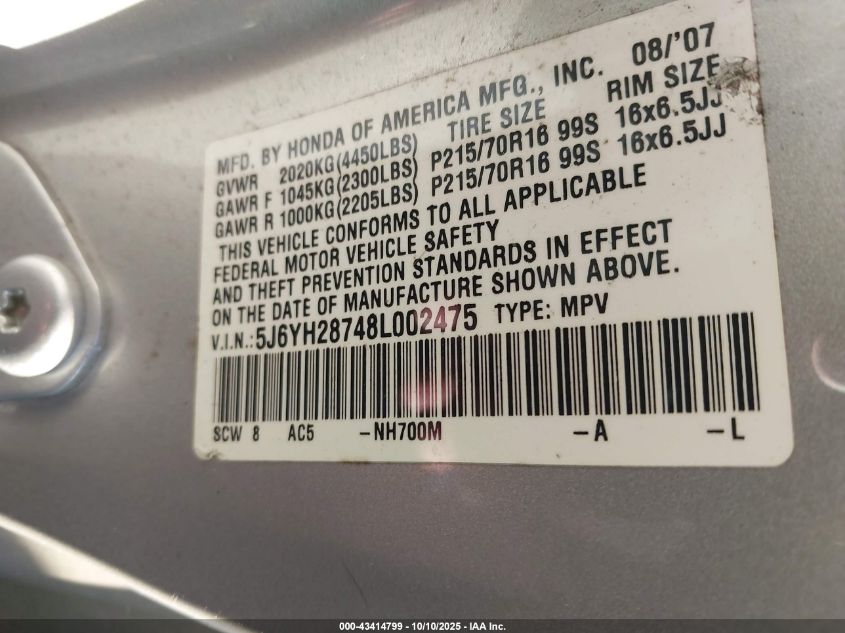 MFD. BY HONDA OF AMERICA MFG., INC. 08/'07
TIRE SIZE RIM SIZE
GVWR 2020KG(4450LBS)
GAWR F 1045KG(2300LBS) P215/70R16 99S 16x6.5JJ
GAWR R 1000KG(2205LBS) P215/70R16 99S 16x6.5JJ
THIS VEHICLE CONFORMS TO ALL APPLICABLE
FEDERAL MOTOR VEHICLE SAFETY
AND THEFT PREVENTION STANDARDS IN EFFECT
ON THE DATE OF MANUFACTURE SHOWN ABOVE.
V.I.N.:5J6YH28748L002475 TYPE: MPV
SCW 8 AC5 -NH700M -A -L
000-43414799 - 10/10/2025 - IAA Inc.